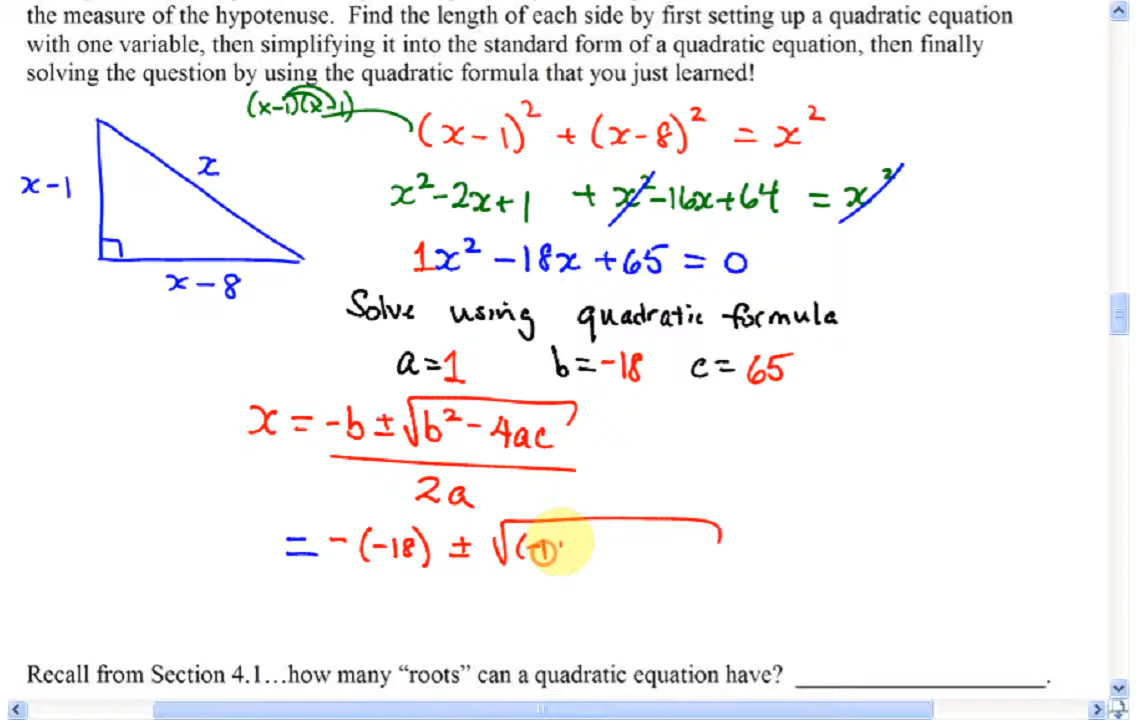 the measure of the hypotenuse. Find the length of each side by first setting up a quadratic equation
with one variable, then simplifying it into the standard form of a quadratic equation, then finally
solving the question by using the quadratic formula that you just learned!
(x-1)(x-1)
(x-1)² + (x-8)² = x²
x-1
x
x²-2x+1 + x²-16x+64 = x²
1x² -18x +65 = 0
x-8
Solve using quadratic formula
a=1 b=-18 c=65
x = -b ± √b² - 4ac
2a
= -(-18) ± √(-1
Recall from Section 4.1…how many “roots” can a quadratic equation have? ____________________.